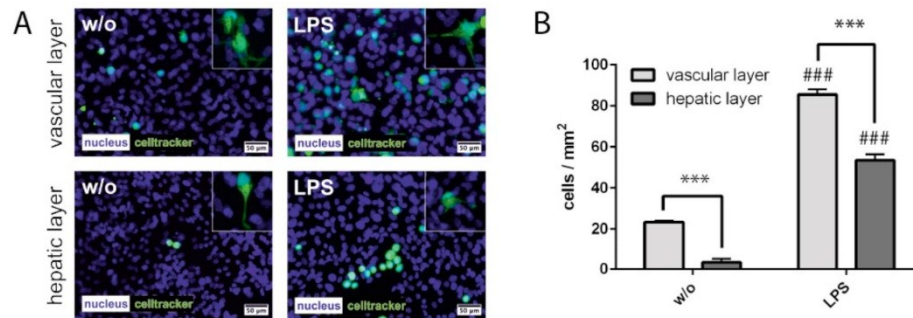 A
vascular layer
hepatic layer
w/o
nucleus celltracker
50 µm
LPS
nucleus celltracker
50 µm
w/o
nucleus celltracker
50 µm
LPS
nucleus celltracker
50 µm
B
cells / mm²
100
80
60
40
20
0
vascular layer
hepatic layer
***
###
***
###
w/o
LPS